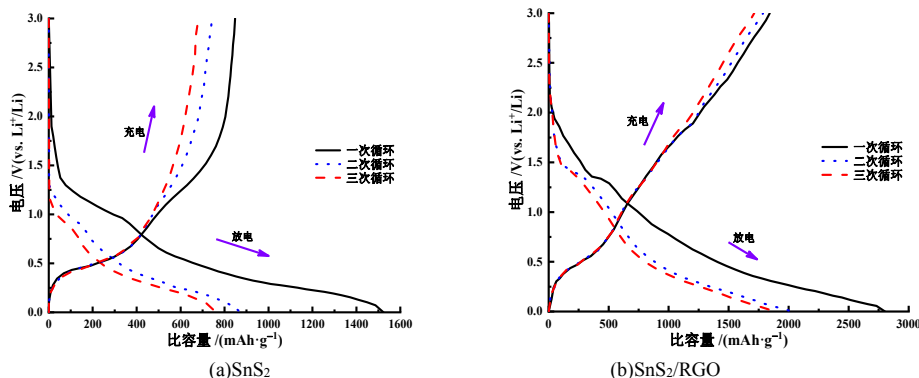 3.0
2.5
2.0
1.5
1.0
0.5
0.0
电压 /V(vs. Li⁺/Li)
充电
放电
一次循环
二次循环
三次循环
0 200 400 600 800 1000 1200 1400 1600
比容量 /(mAh·g⁻¹)
(a)SnS₂
3.0
2.5
2.0
1.5
1.0
0.5
0.0
电压 /V(vs. Li⁺/Li)
充电
放电
一次循环
二次循环
三次循环
0 500 1000 1500 2000 2500 3000
比容量 /(mAh·g⁻¹)
(b)SnS₂/RGO